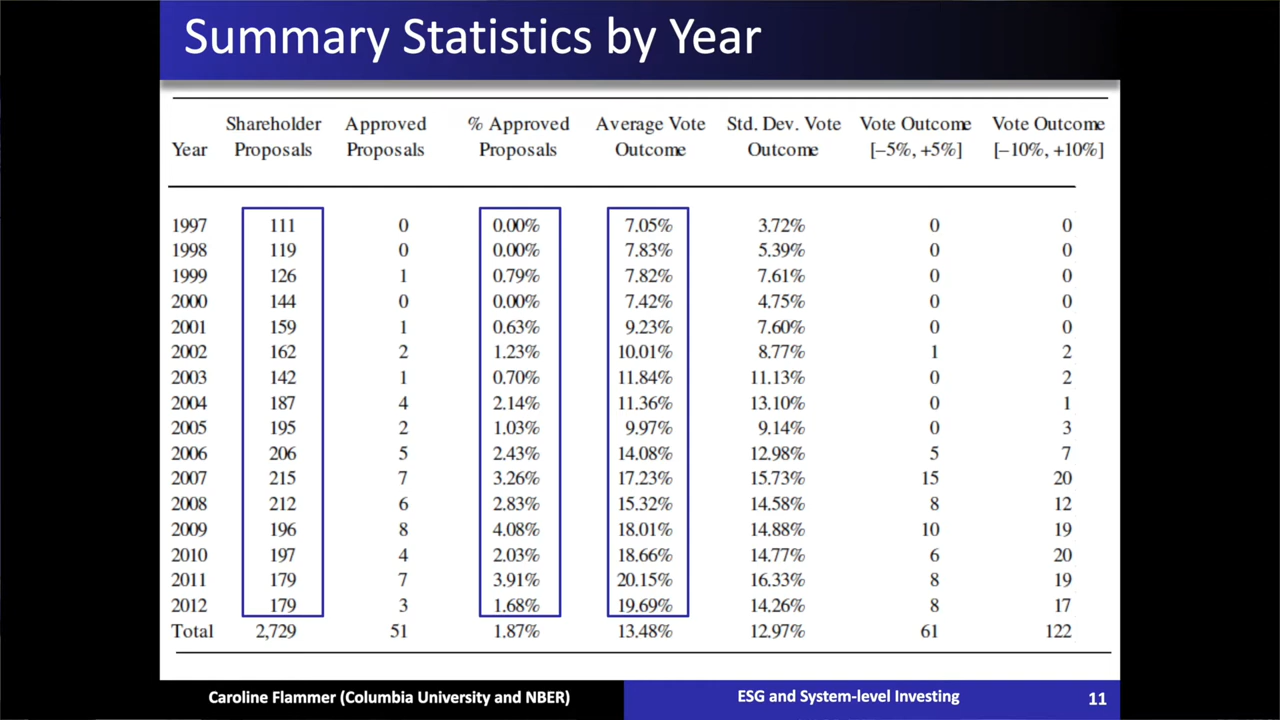 Summary Statistics by Year
Shareholder Approved % Approved Average Vote Std. Dev. Vote Vote Outcome Vote Outcome
Year Proposals Proposals Proposals Outcome Outcome [–5%, +5%] [–10%, +10%]
1997 111 0 0.00% 7.05% 3.72% 0 0
1998 119 0 0.00% 7.83% 5.39% 0 0
1999 126 1 0.79% 7.82% 7.61% 0 0
2000 144 0 0.00% 7.42% 4.75% 0 0
2001 159 1 0.63% 9.23% 7.60% 0 0
2002 162 2 1.23% 10.01% 8.77% 1 2
2003 142 1 0.70% 11.84% 11.13% 0 2
2004 187 4 2.14% 11.36% 13.10% 0 1
2005 195 2 1.03% 9.97% 9.14% 0 3
2006 206 5 2.43% 14.08% 12.98% 5 7
2007 215 7 3.26% 17.23% 15.73% 15 20
2008 212 6 2.83% 15.32% 14.58% 8 12
2009 196 8 4.08% 18.01% 14.88% 10 19
2010 197 4 2.03% 18.66% 14.77% 6 20
2011 179 7 3.91% 20.15% 16.33% 8 19
2012 179 3 1.68% 19.69% 14.26% 8 17
Total 2,729 51 1.87% 13.48% 12.97% 61 122
Caroline Flammer (Columbia University and NBER) ESG and System-level Investing 11